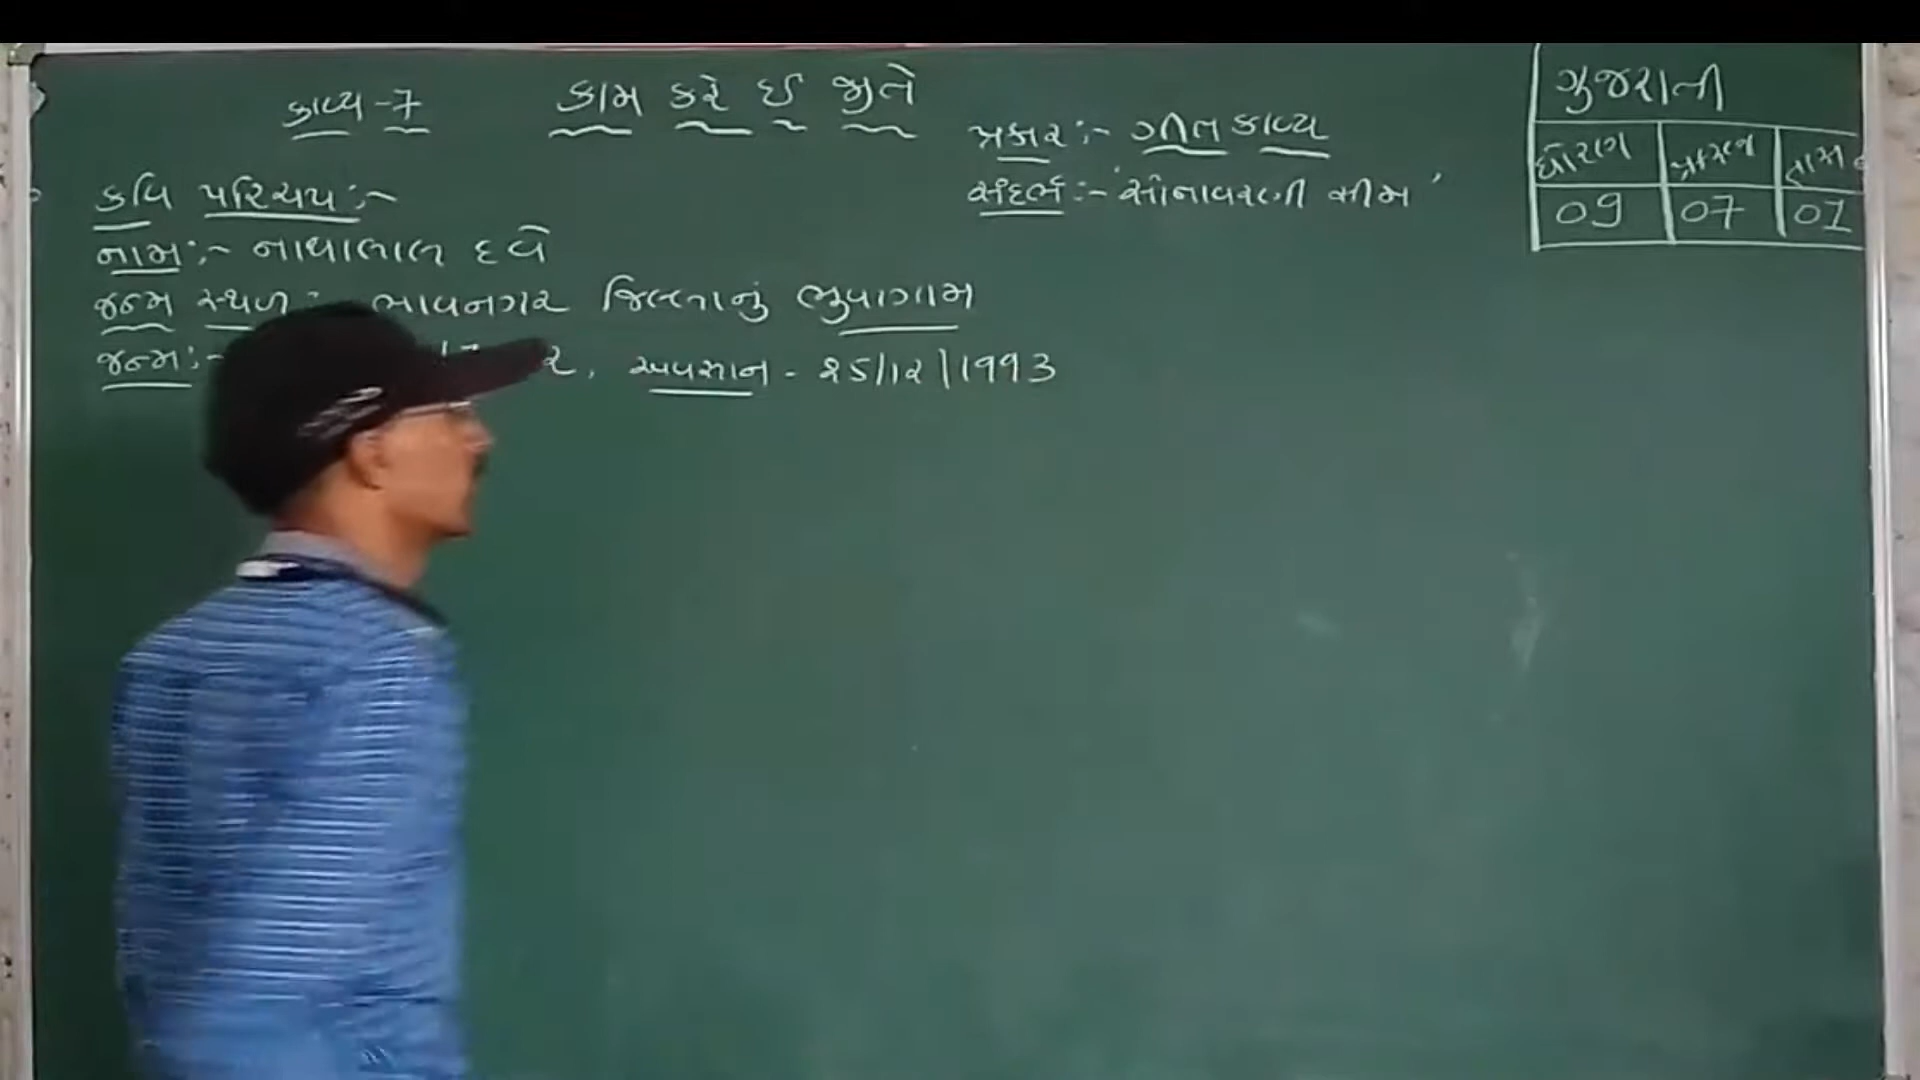 કાવ્ય - 7 કામ કરે ઈ જીતે
પ્રકાર :- ગીત કાવ્ય
સંદર્ભ :- 'સોનાવરણી સીમ'
કવિ પરિચય :-
નામ :- નાથાલાલ દવે
જન્મ સ્થળ :- ભાવનગર જિલ્લાનું ભુવાગામ
જન્મ :- ૨, અવસાન - 25/12/1993
ગુજરાતી
ધોરણ પ્રકરણ તાસ
09 07 01